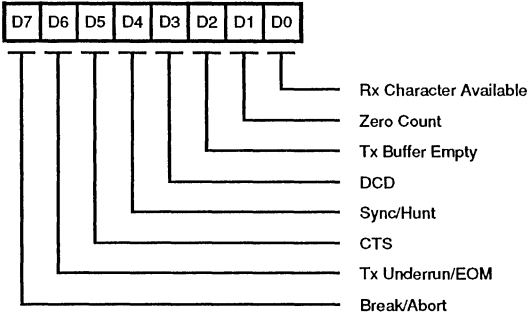 D7 D6 D5 D4 D3 D2 D1 D0
Rx Character Available
Zero Count
Tx Buffer Empty
DCD
Sync/Hunt
CTS
Tx Underrun/EOM
Break/Abort